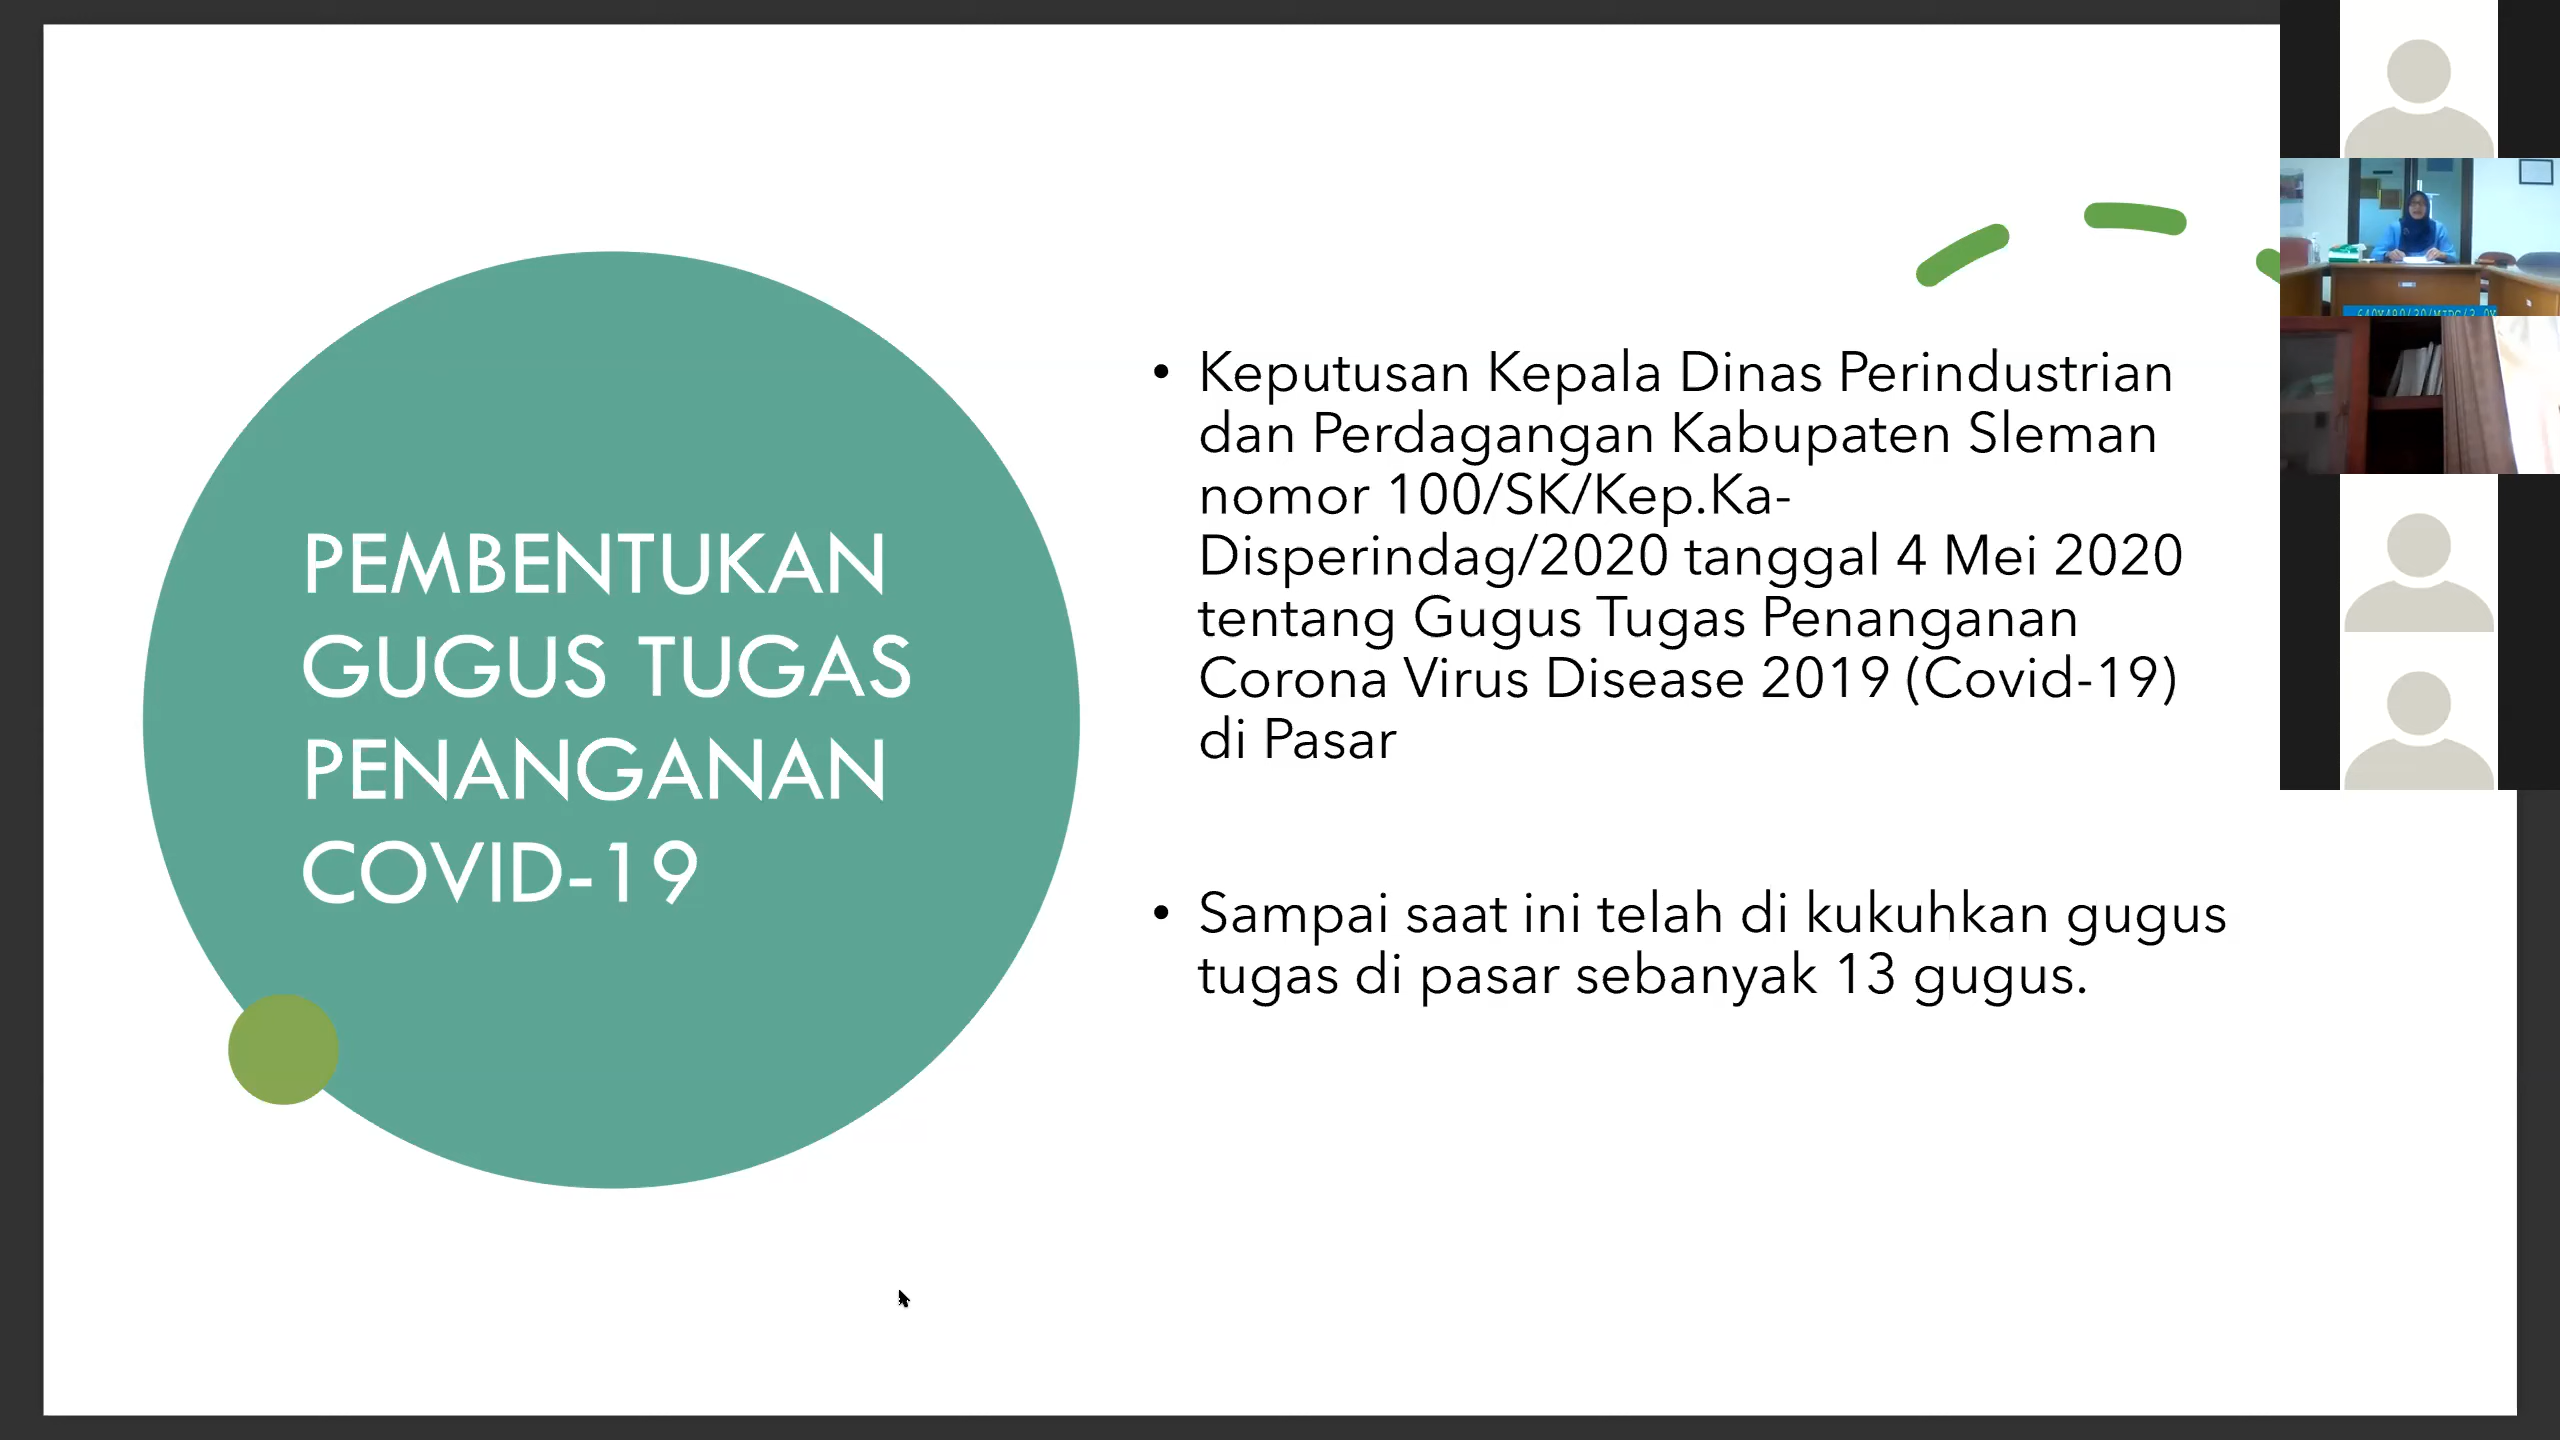 PEMBENTUKAN
GUGUS TUGAS
PENANGANAN
COVID-19
• Keputusan Kepala Dinas Perindustrian
dan Perdagangan Kabupaten Sleman
nomor 100/SK/Kep.Ka-
Disperindag/2020 tanggal 4 Mei 2020
tentang Gugus Tugas Penanganan
Corona Virus Disease 2019 (Covid-19)
di Pasar
• Sampai saat ini telah di kukuhkan gugus
tugas di pasar sebanyak 13 gugus.